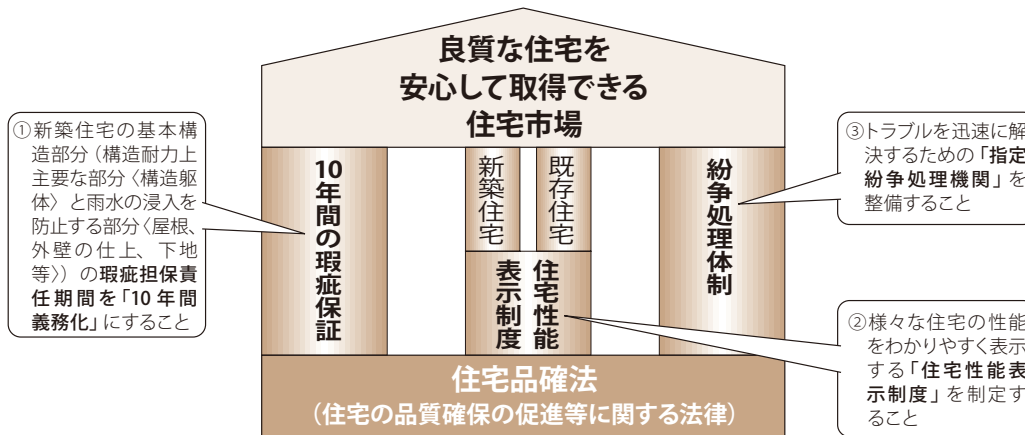 良質な住宅を
安心して取得できる
住宅市場
①新築住宅の基本構
造部分（構造耐力上
主要な部分〈構造躯
体〉と雨水の浸入を
防止する部分〈屋根、
外壁の仕上、下地
等〉）の瑕疵担保責
任期間を「10年間
義務化」にすること
10年間の瑕疵保証
新築住宅
既存住宅
住宅性能
表示制度
紛争処理体制
③トラブルを迅速に解
決するための「指定
紛争処理機関」を
整備すること
②様々な住宅の性能
をわかりやすく表示
する「住宅性能表
示制度」を制定す
ること
住宅品確法
（住宅の品質確保の促進等に関する法律）